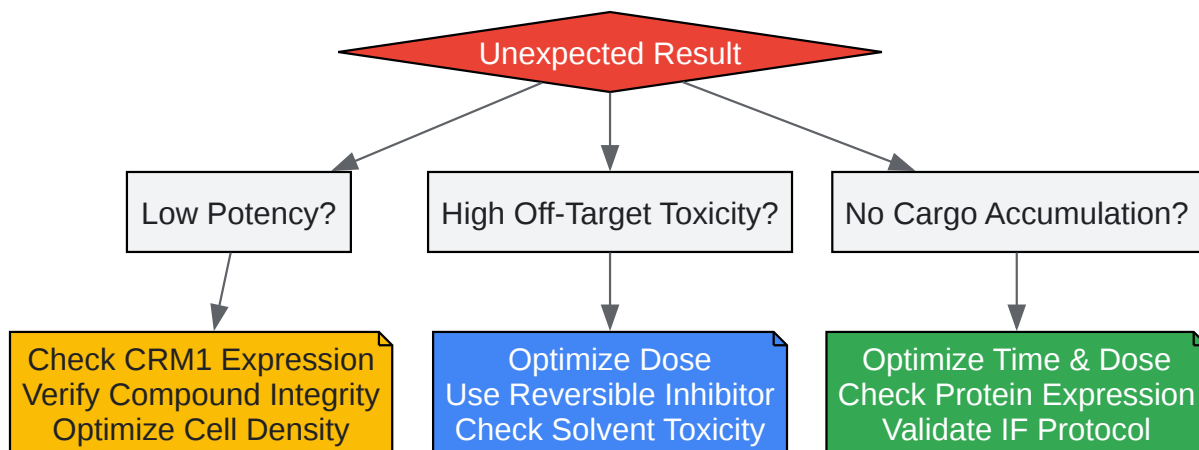 Unexpected Result
Low Potency?
High Off-Target Toxicity?
No Cargo Accumulation?
Check CRM1 Expression
Verify Compound Integrity
Optimize Cell Density
Optimize Dose
Use Reversible Inhibitor
Check Solvent Toxicity
Optimize Time & Dose
Check Protein Expression
Validate IF Protocol